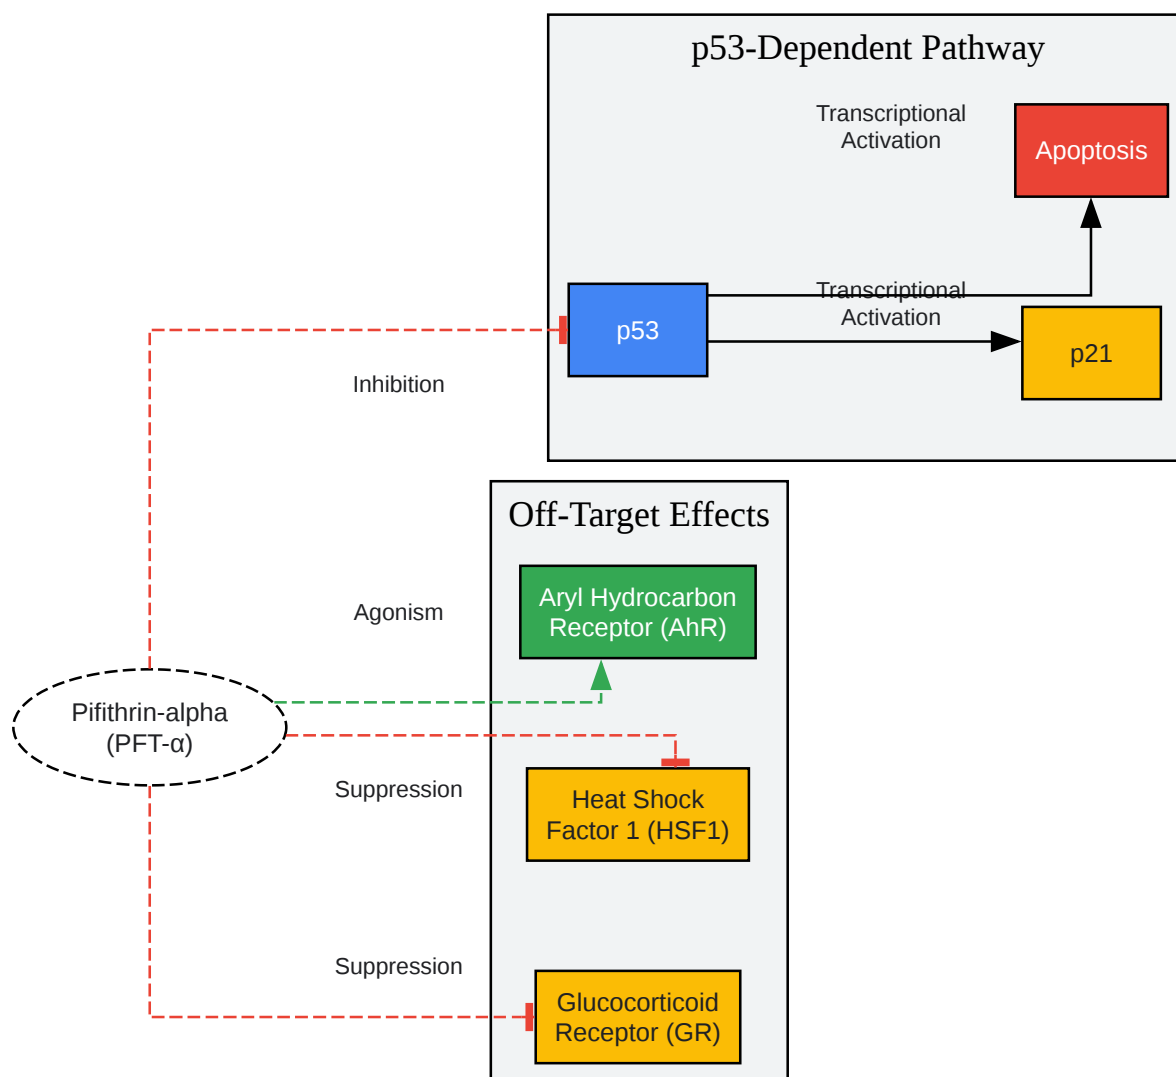 p53-Dependent Pathway
Transcriptional
Activation
Apoptosis
Transcriptional
Activation
p53
p21
Inhibition
Off-Target Effects
Aryl Hydrocarbon
Receptor (AhR)
Agonism
Pifithrin-alpha
(PFT-α)
Suppression
Heat Shock
Factor 1 (HSF1)
Suppression
Glucocorticoid
Receptor (GR)